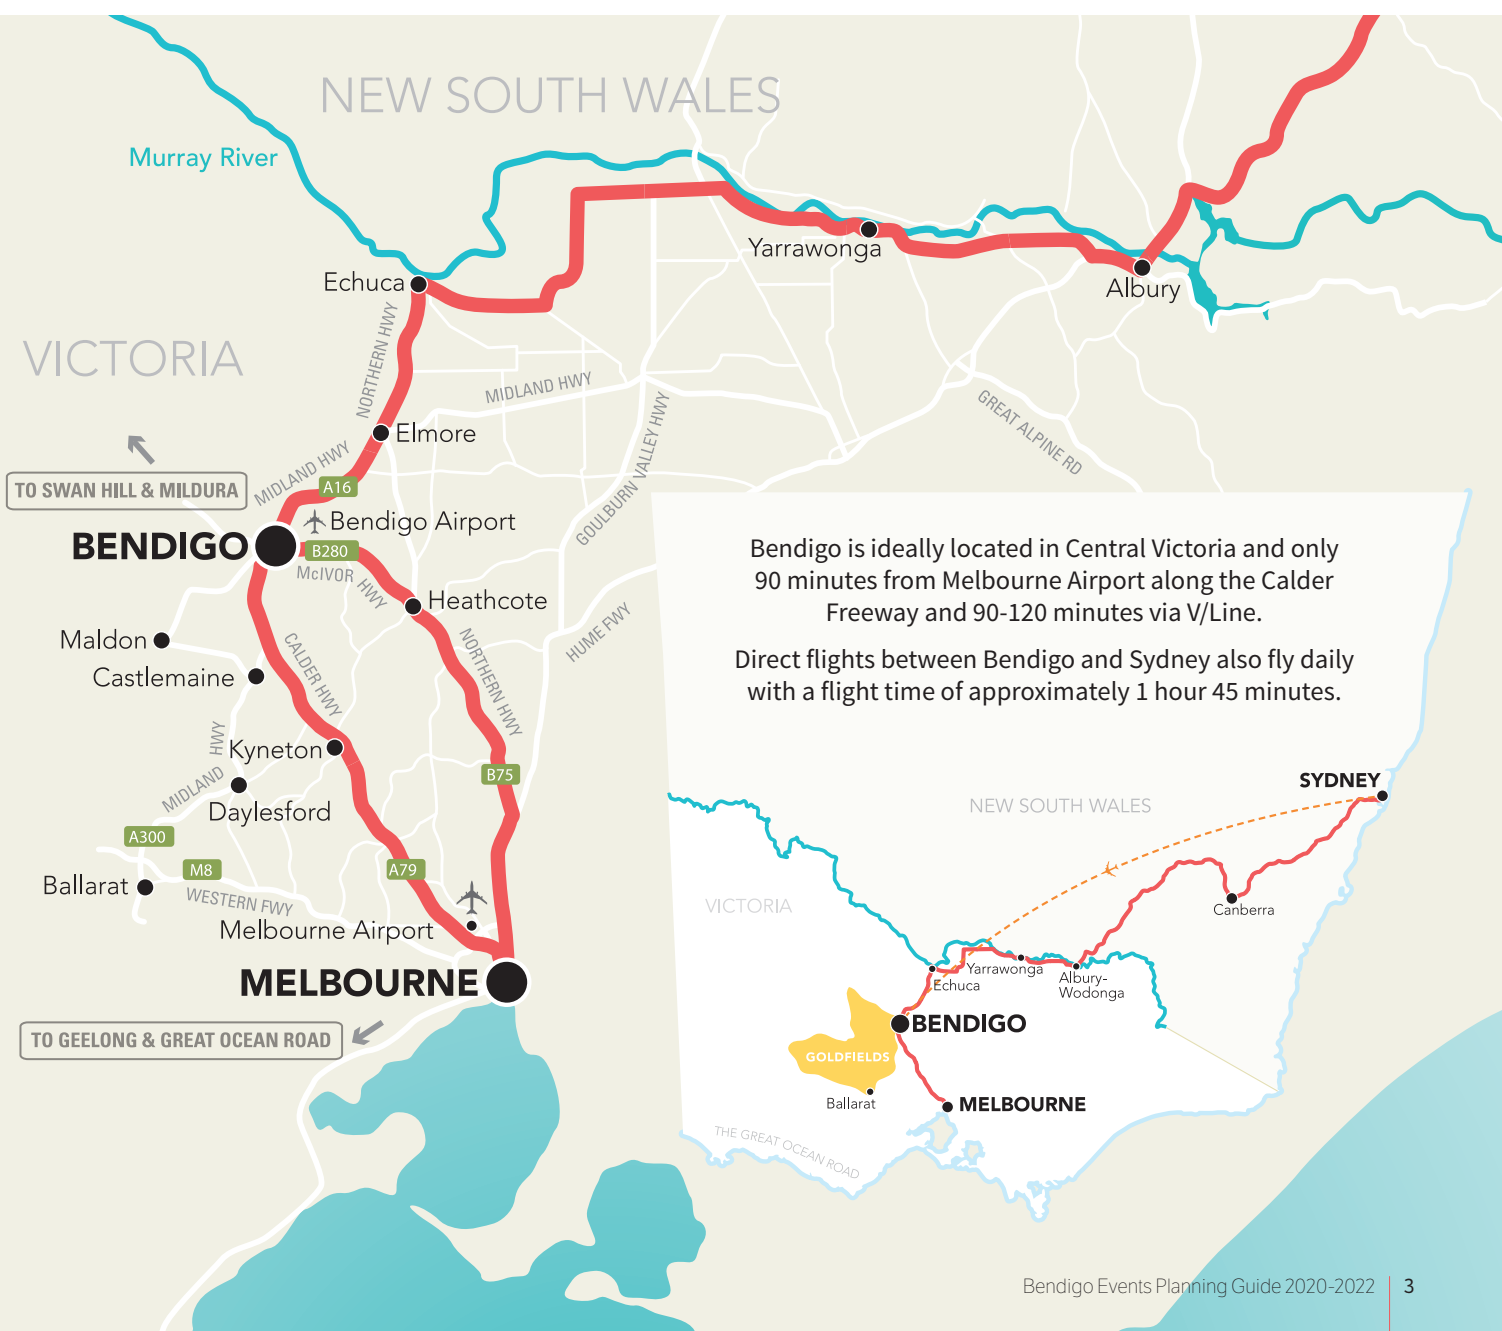 NEW SOUTH WALES
Murray River
Yarrawonga
Echuca
Albury
NORTHERN HWY
VICTORIA
MIDLAND HWY
GREAT ALPINE RD
GOULBURN VALLEY HWY
Elmore
MIDLAND HWY
TO SWAN HILL & MILDURA
A16
Bendigo Airport
BENDIGO
B280
McIVOR HWY
Heathcote
HUME FWY
Maldon
Castlemaine
CALDER HWY
NORTHERN HWY
Kyneton
MIDLAND HWY
B75
Daylesford
A300
M8
A79
Ballarat
WESTERN FWY
Melbourne Airport
MELBOURNE
TO GEELONG & GREAT OCEAN ROAD
Bendigo is ideally located in Central Victoria and only
90 minutes from Melbourne Airport along the Calder
Freeway and 90-120 minutes via V/Line.
Direct flights between Bendigo and Sydney also fly daily
with a flight time of approximately 1 hour 45 minutes.
SYDNEY
NEW SOUTH WALES
VICTORIA
Canberra
Yarrawonga
Echuca
Albury-
Wodonga
BENDIGO
GOLDFIELDS
Ballarat
MELBOURNE
THE GREAT OCEAN ROAD
Bendigo Events Planning Guide 2020-2022 | 3